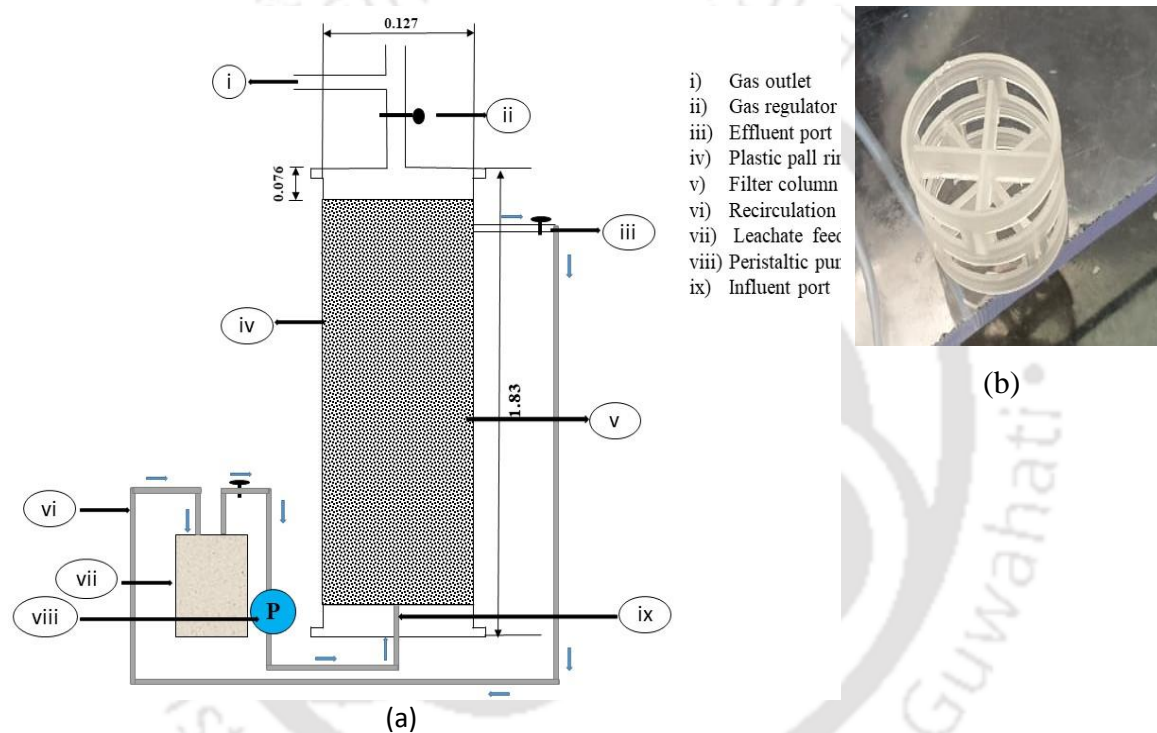 0.127
i
ii
0.076
iii
iv
1.83
v
vi
vii
viii
P
ix
(a)
i) Gas outlet
ii) Gas regulator
iii) Effluent port
iv) Plastic pall rin
v) Filter column
vi) Recirculation
vii) Leachate feed
viii) Peristaltic pu
ix) Influent port
(b)
Guwahati